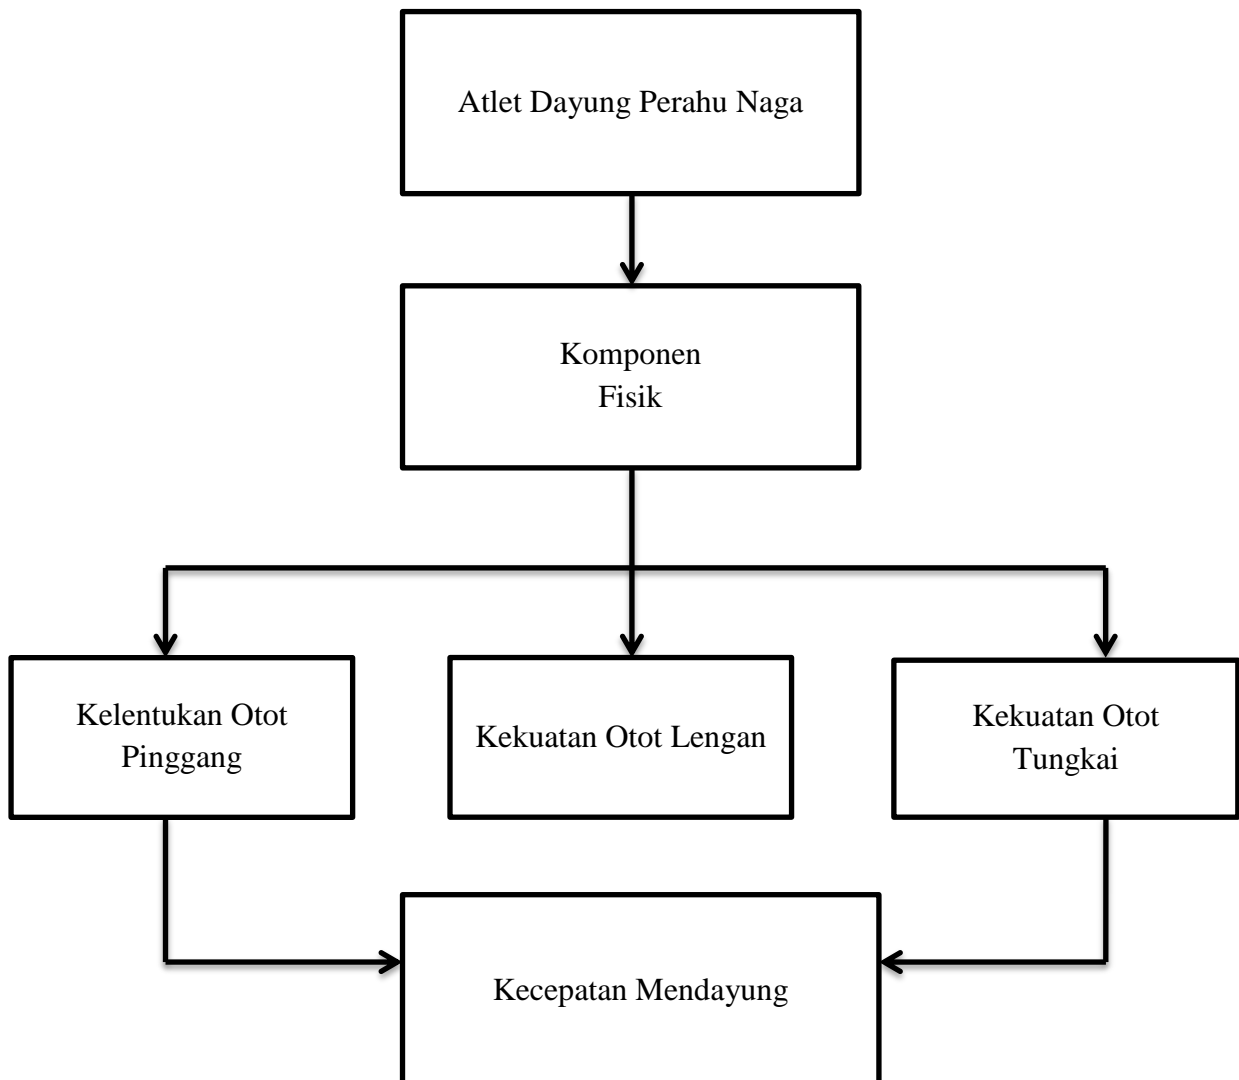 Atlet Dayung Perahu Naga
Komponen
Fisik
Kelentukan Otot
Pinggang
Kekuatan Otot Lengan
Kekuatan Otot
Tungkai
Kecepatan Mendayung